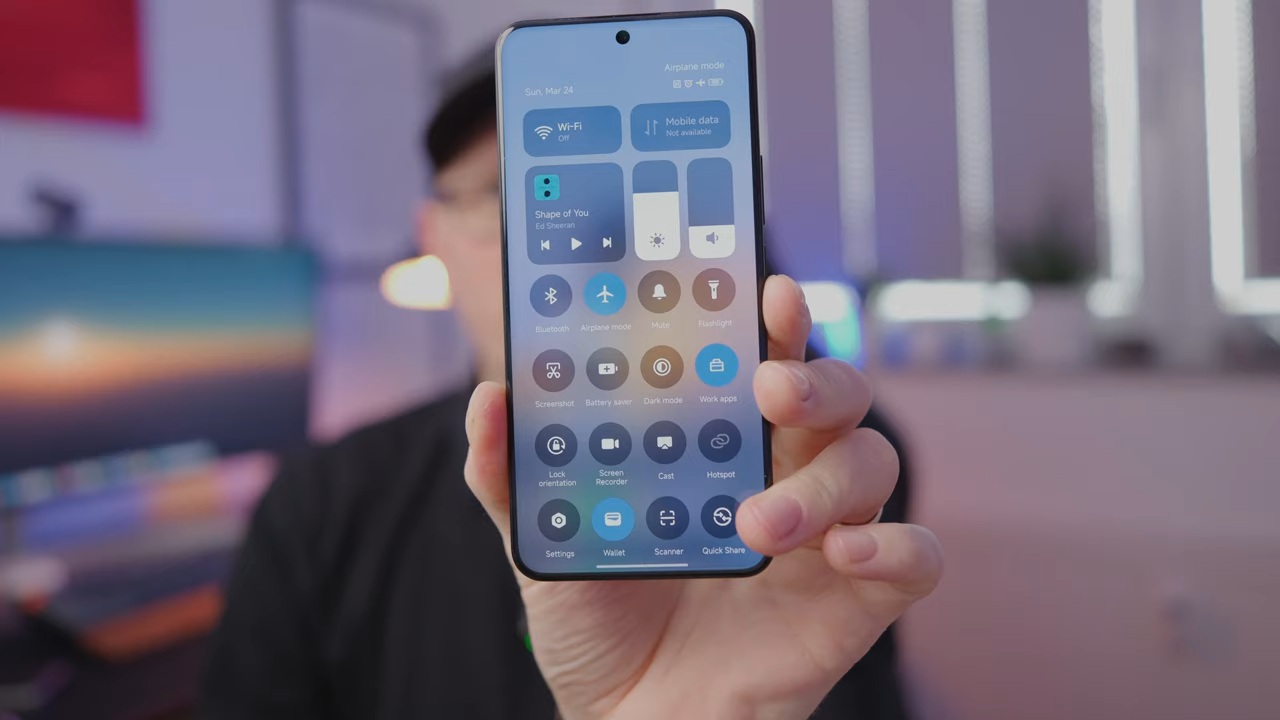 Airplane mode
Sun, Mar 24
Wi-Fi
Off
Mobile data
Not available
Shape of You
Ed Sheeran
Bluetooth
Airplane mode
Mute
Flashlight
Screenshot
Battery saver
Dark mode
Work apps
Lock
orientation
Screen
Recorder
Cast
Hotspot
Settings
Wallet
Scanner
Quick Share